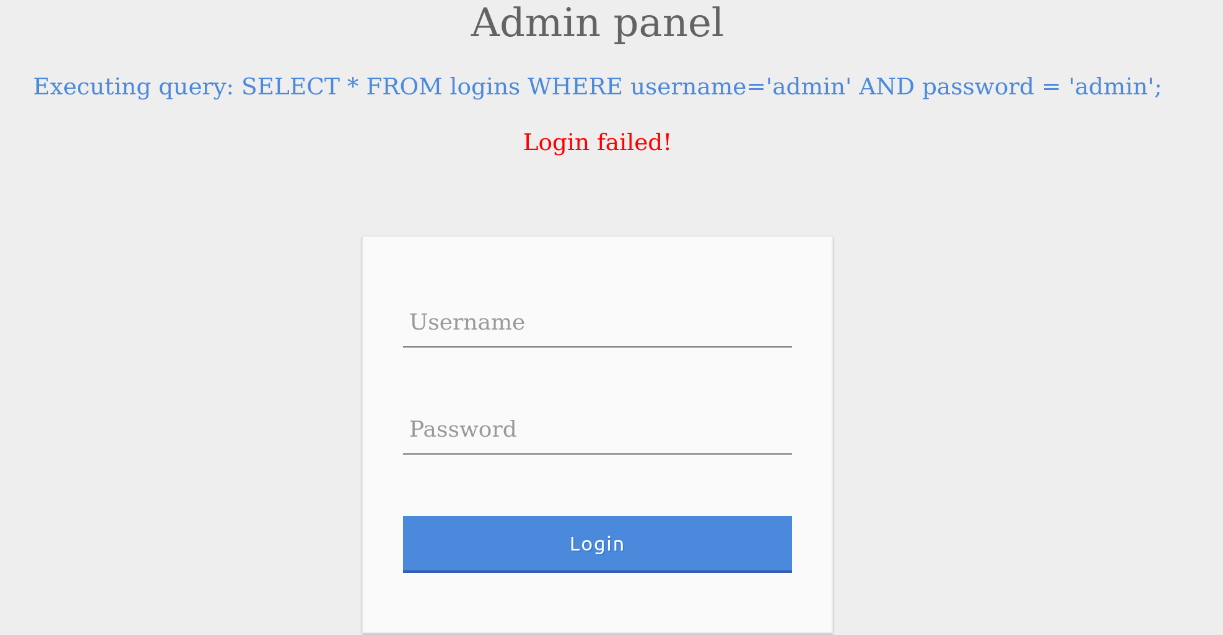 Admin panel
Executing query: SELECT * FROM logins WHERE username='admin' AND password = 'admin';
Login failed!
Username
Password
Login